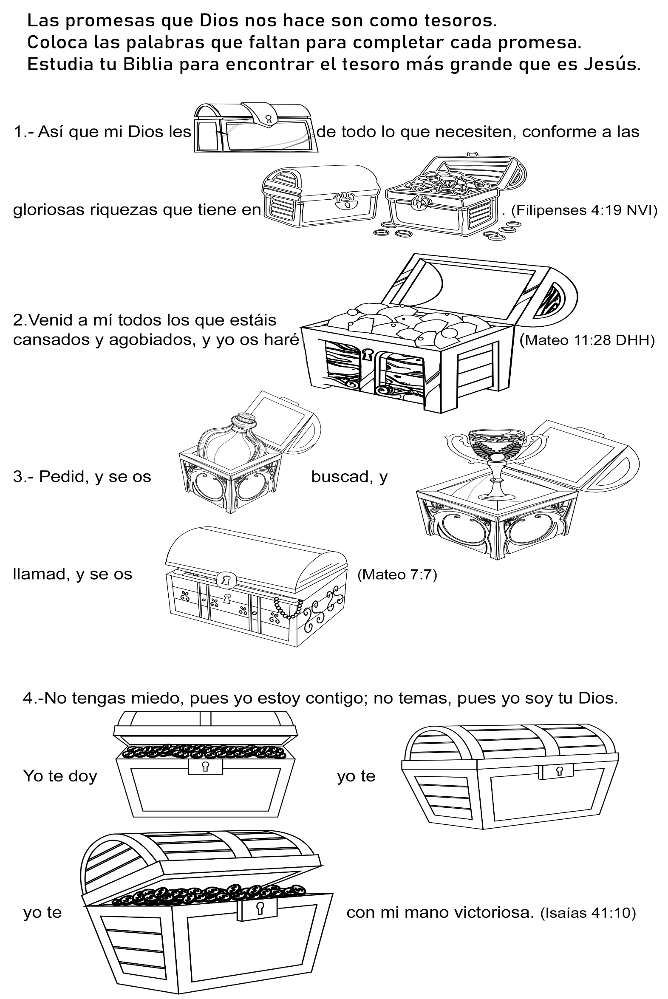 Las promesas que Dios nos hace son como tesoros.
Coloca las palabras que faltan para completar cada promesa.
Estudia tu Biblia para encontrar el tesoro más grande que es Jesús.
1.- Así que mi Dios les de todo lo que necesiten, conforme a las
gloriosas riquezas que tiene en . (Filipenses 4:19 NVI)
2.Venid a mí todos los que estáis
cansados y agobiados, y yo os haré (Mateo 11:28 DHH)
3.- Pedid, y se os buscad, y
llamad, y se os (Mateo 7:7)
4.-No tengas miedo, pues yo estoy contigo; no temas, pues yo soy tu Dios.
Yo te doy yo te
yo te con mi mano victoriosa. (Isaías 41:10)